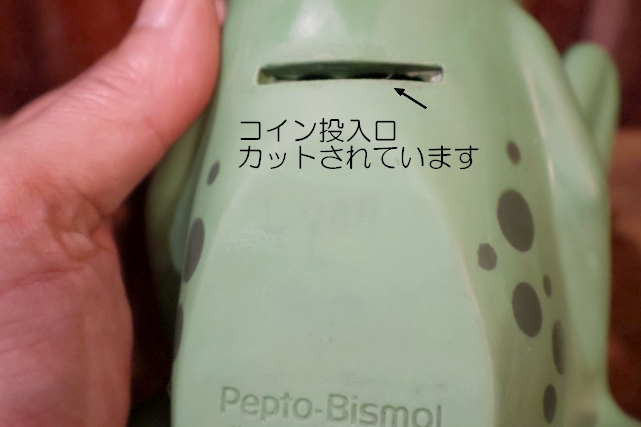 コイン投入口
カットされています
Pepto-Bismol